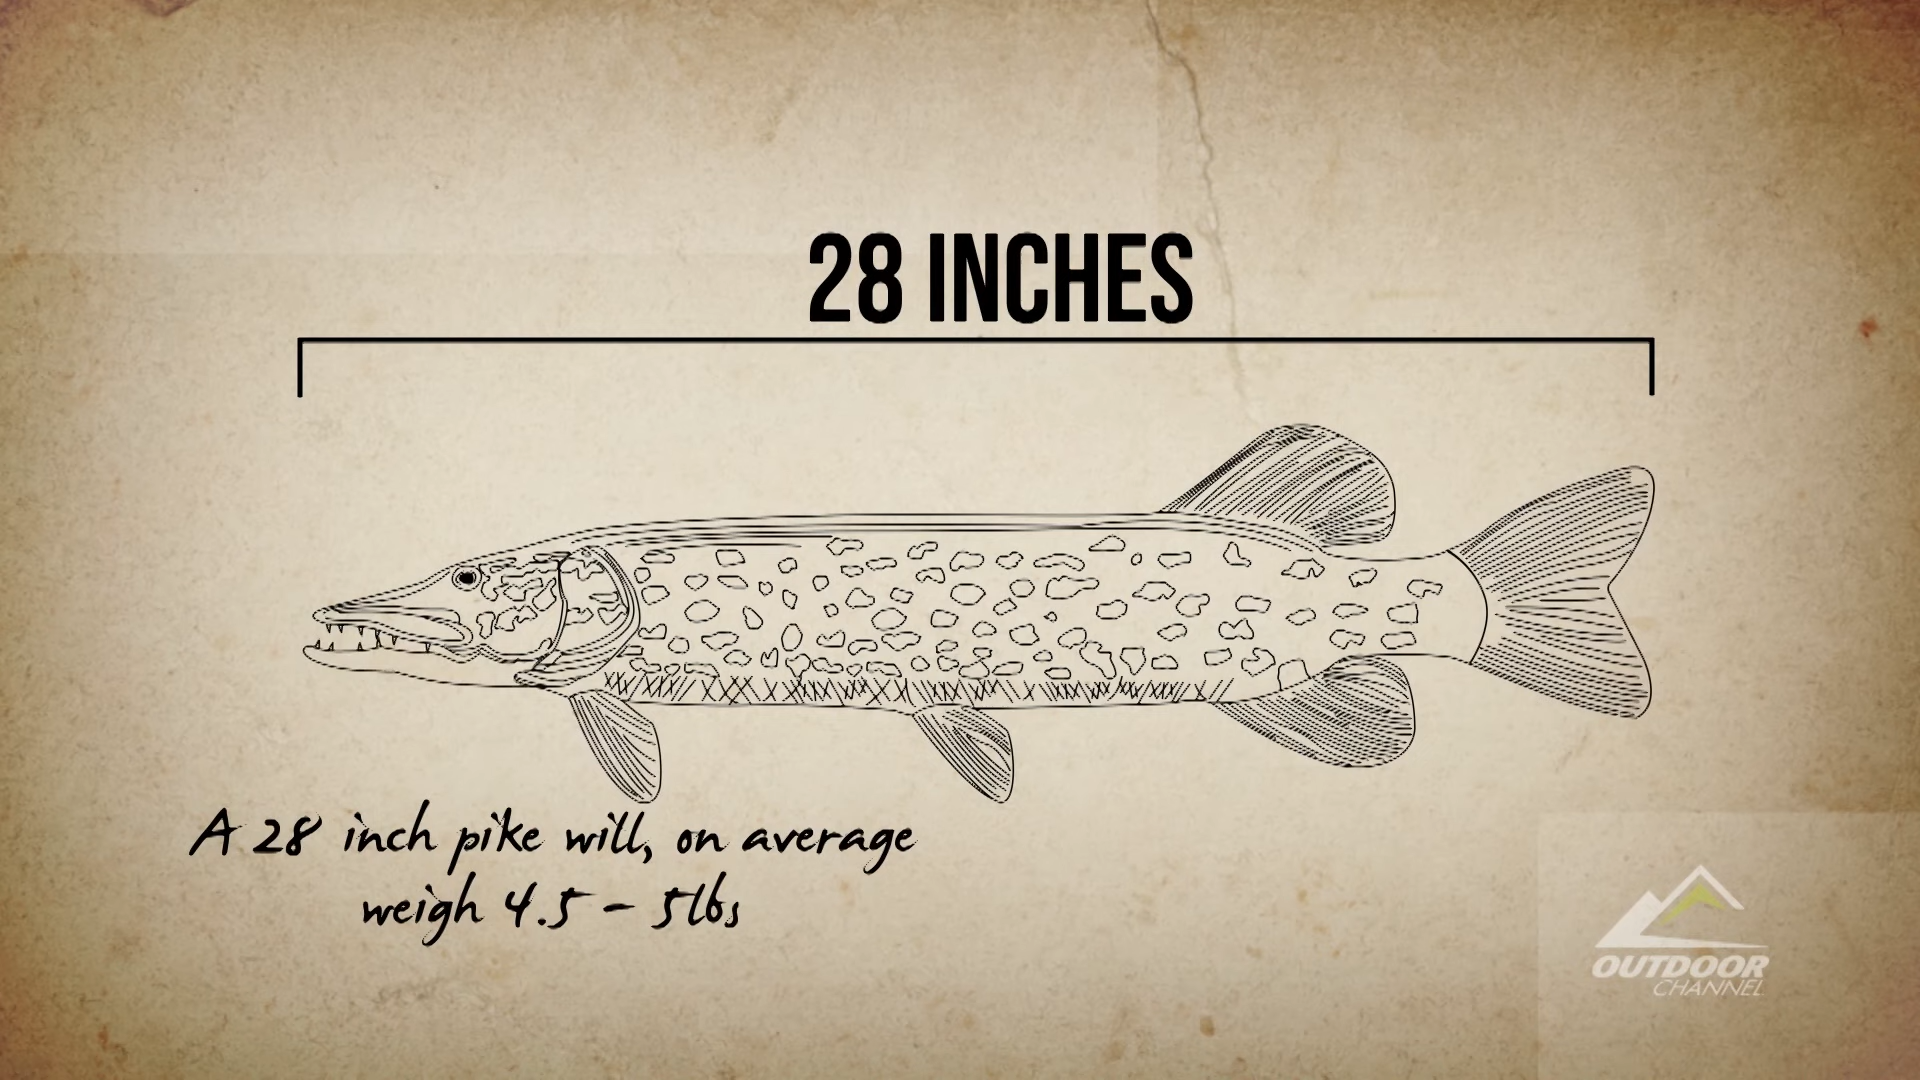 28 INCHES
A 28 inch pike will, on average
weigh 4.5 - 5lbs
OUTDOOR
CHANNEL